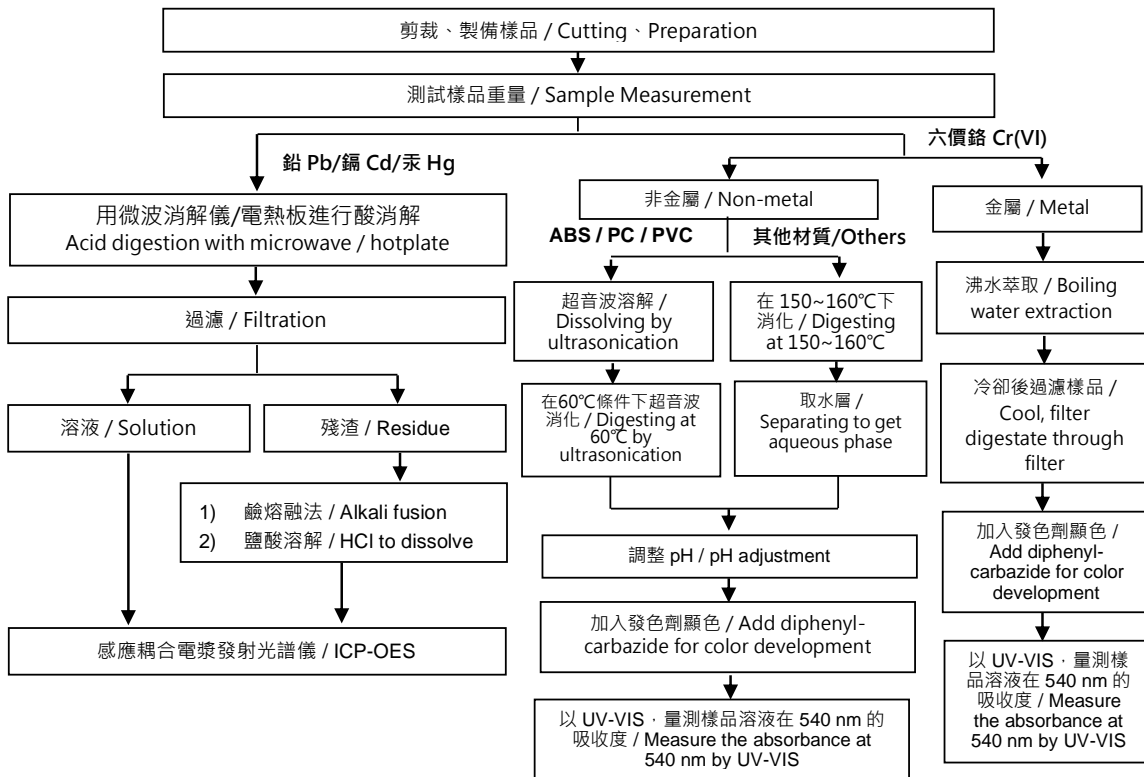 剪裁、製備樣品 / Cutting、Preparation
測試樣品重量 / Sample Measurement
鉛 Pb/鎘 Cd/汞 Hg
六價鉻 Cr(VI)
用微波消解儀/電熱板進行酸消解
Acid digestion with microwave / hotplate
過濾 / Filtration
溶液 / Solution
殘渣 / Residue
1) 鹼熔融法 / Alkali fusion
2) 鹽酸溶解 / HCl to dissolve
感應耦合電漿發射光譜儀 / ICP-OES
非金屬 / Non-metal
ABS / PC / PVC
其他材質/Others
超音波溶解 /
Dissolving by
ultrasonication
在60℃條件下超音波
消化 / Digesting at
60℃ by
ultrasonication
在 150~160℃下
消化 / Digesting
at 150~160℃
取水層 /
Separating to get
aqueous phase
調整 pH / pH adjustment
加入發色劑顯色 / Add diphenyl-
carbazide for color development
以 UV-VIS﹐量測樣品溶液在 540 nm 的
吸收度 / Measure the absorbance at
540 nm by UV-VIS
金屬 / Metal
沸水萃取 / Boiling
water extraction
冷卻後過濾樣品 /
Cool, filter
digestate through
filter
加入發色劑顯色 /
Add diphenyl-
carbazide for color
development
以 UV-VIS﹐量測樣
品溶液在 540 nm 的
吸收度 / Measure
the absorbance at
540 nm by UV-VIS